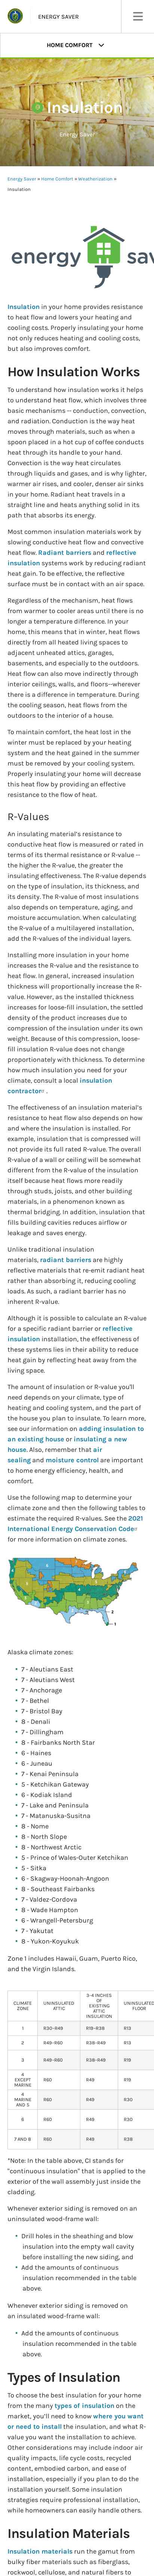 ENERGY SAVER
HOME COMFORT
Insulation
Energy Saver
Energy Saver » Home Comfort » Weatherization »
Insulation
energy saver
Insulation in your home provides resistance
to heat flow and lowers your heating and
cooling costs. Properly insulating your home
not only reduces heating and cooling costs,
but also improves comfort.
How Insulation Works
To understand how insulation works it helps
to understand heat flow, which involves three
basic mechanisms -- conduction, convection,
and radiation. Conduction is the way heat
moves through materials, such as when a
spoon placed in a hot cup of coffee conducts
heat through its handle to your hand.
Convection is the way heat circulates
through liquids and gases, and is why lighter,
warmer air rises, and cooler, denser air sinks
in your home. Radiant heat travels in a
straight line and heats anything solid in its
path that absorbs its energy.
Most common insulation materials work by
slowing conductive heat flow and convective
heat flow. Radiant barriers and reflective
insulation systems work by reducing radiant
heat gain. To be effective, the reflective
surface must be in contact with an air space.
Regardless of the mechanism, heat flows
from warmer to cooler areas until there is no
longer a temperature difference. In your
home, this means that in winter, heat flows
directly from all heated living spaces to
adjacent unheated attics, garages,
basements, and especially to the outdoors.
Heat flow can also move indirectly through
interior ceilings, walls, and floors--wherever
there is a difference in temperature. During
the cooling season, heat flows from the
outdoors to the interior of a house.
To maintain comfort, the heat lost in the
winter must be replaced by your heating
system and the heat gained in the summer
must be removed by your cooling system.
Properly insulating your home will decrease
this heat flow by providing an effective
resistance to the flow of heat.
R-Values
An insulating material's resistance to
conductive heat flow is measured or rated in
terms of its thermal resistance or R-value --
the higher the R-value, the greater the
insulating effectiveness. The R-value depends
on the type of insulation, its thickness, and
its density. The R-value of most insulations
also depends on temperature, aging, and
moisture accumulation. When calculating
the R-value of a multilayered installation,
add the R-values of the individual layers.
Installing more insulation in your home
increases the R-value and the resistance to
heat flow. In general, increased insulation
thickness will proportionally increase the R-
value. However, as the installed thickness
increases for loose-fill insulation, the settled
density of the product increases due to
compression of the insulation under its own
weight. Because of this compression, loose-
fill insulation R-value does not change
proportionately with thickness. To determine
how much insulation you need for your
climate, consult a local insulation
contractor .
The effectiveness of an insulation material's
resistance to heat flow also depends on how
and where the insulation is installed. For
example, insulation that is compressed will
not provide its full rated R-value. The overall
R-value of a wall or ceiling will be somewhat
different from the R-value of the insulation
itself because heat flows more readily
through studs, joists, and other building
materials, in a phenomenon known as
thermal bridging. In addition, insulation that
fills building cavities reduces airflow or
leakage and saves energy.
Unlike traditional insulation
materials, radiant barriers are highly
reflective materials that re-emit radiant heat
rather than absorbing it, reducing cooling
loads. As such, a radiant barrier has no
inherent R-value.
Although it is possible to calculate an R-value
for a specific radiant barrier or reflective
insulation installation, the effectiveness of
these systems lies in their ability to reduce
heat gain by reflecting heat away from the
living space.
The amount of insulation or R-value you'll
need depends on your climate, type of
heating and cooling system, and the part of
the house you plan to insulate. To learn more,
see our information on adding insulation to
an existing house or insulating a new
house. Also, remember that air
sealing and moisture control are important
to home energy efficiency, health, and
comfort.
Use the following map to determine your
climate zone and the following tables to
estimate the required R-values. See the 2021
International Energy Conservation Code
for more information on climate zones.
Alaska climate zones:
7 - Aleutians East
7 - Aleutians West
7 - Anchorage
7 - Bethel
7 - Bristol Bay
8 - Denali
7 - Dillingham
8 - Fairbanks North Star
6 - Haines
6 - Juneau
7 - Kenai Peninsula
5 - Ketchikan Gateway
6 - Kodiak Island
7 - Lake and Peninsula
7 - Matanuska-Susitna
8 - Nome
8 - North Slope
8 - Northwest Arctic
5 - Prince of Wales-Outer Ketchikan
5 - Sitka
6 - Skagway-Hoonah-Angoon
8 - Southeast Fairbanks
7 - Valdez-Cordova
8 - Wade Hampton
6 - Wrangell-Petersburg
7 - Yakutat
8 - Yukon-Koyukuk
Zone 1 includes Hawaii, Guam, Puerto Rico,
and the Virgin Islands.
CLIMATE ZONE UNINSULATED ATTIC 3-4 INCHES OF EXISTING ATTIC INSULATION UNINSULATED FLOOR
1 R30-R49 R19-R38 R13
2 R49-R60 R38-R49 R13
3 R49-R60 R38-R49 R19
4 EXCEPT MARINE R60 R49 R19
4 MARINE AND 5 R60 R49 R30
6 R60 R49 R30
7 AND 8 R60 R49 R38
*Note: In the table above, CI stands for
"continuous insulation" that is applied to the
exterior of the wall assembly just inside the
cladding.
Whenever exterior siding is removed on an
uninsulated wood-frame wall:
Drill holes in the sheathing and blow
insulation into the empty wall cavity
before installing the new siding, and
Add the amounts of continuous
insulation recommended in the table
above.
Whenever exterior siding is removed on
an insulated wood-frame wall:
Add the amounts of continuous
insulation recommended in the table
above.
Types of Insulation
To choose the best insulation for your home
from the many types of insulation on the
market, you'll need to know where you want
or need to install the insulation, and what R-
value you want the installation to achieve.
Other considerations may include indoor air
quality impacts, life cycle costs, recycled
content, embodied carbon, and ease of
installation, especially if you plan to do the
installation yourself. Some insulation
strategies require professional installation,
while homeowners can easily handle others.
Insulation Materials
Insulation materials run the gamut from
bulky fiber materials such as fiberglass,
rockwool, cellulose, and natural fibers to